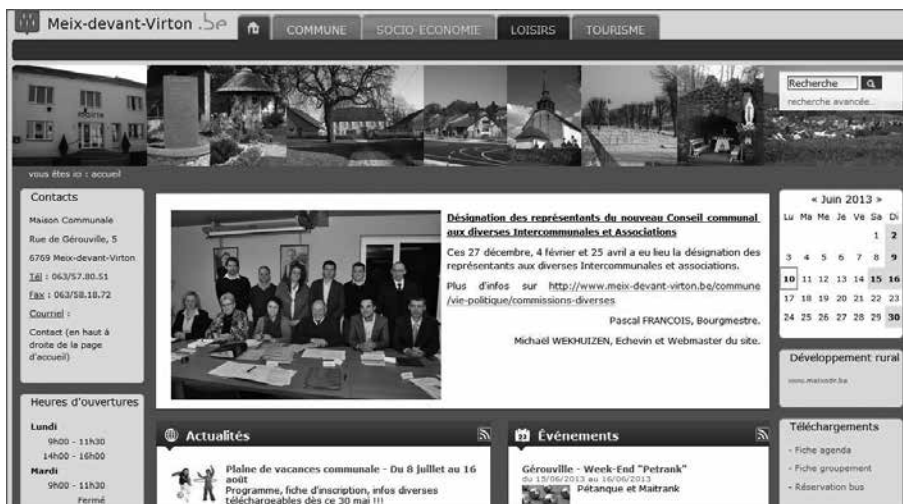 Meix-devant-Virton .be
COMMUNE
SOCIO-ECONOMIE
LOISIRS
TOURISME
Recherche
recherche avancée...
vous êtes ici : accueil
Contacts
Maison Communale
Rue de Gérouville, 5
6769 Meix-devant-Virton
Tél : 063/57.80.51
Fax : 063/58.18.72
Courriel :
Contact (en haut à
droite de la page
d'accueil)
Heures d'ouvertures
Lundi
9h00 - 11h30
14h00 - 16h00
Mardi
9h00 - 11h30
Fermé
Désignation des représentants du nouveau Conseil communal
aux diverses Intercommunales et Associations
Ces 27 décembre, 4 février et 25 avril a eu lieu la désignation des
représentants aux diverses Intercommunales et associations.
Plus d'infos sur http://www.meix-devant-virton.be/commune
/vie-politique/commissions-diverses
Pascal FRANCOIS, Bourgmestre.
Michaël WEKHUIZEN, Echevin et Webmaster du site.
Actualités
Plaine de vacances communale - Du 8 juillet au 16
août
Programme, fiche d'inscription, infos diverses
téléchargeables dès ce 30 mai !!!
Événements
Gérouville - Week-End "Petrank"
du 15/06/2013 au 16/06/2013
Pétanque et Maitrank
« Juin 2013 »
Lu Ma Me Je Ve Sa Di
1 2
3 4 5 6 7 8 9
10 11 12 13 14 15 16
17 18 19 20 21 22 23
24 25 26 27 28 29 30
Développement rural
Téléchargements
- Fiche agenda
- Fiche groupement
- Réservation bus